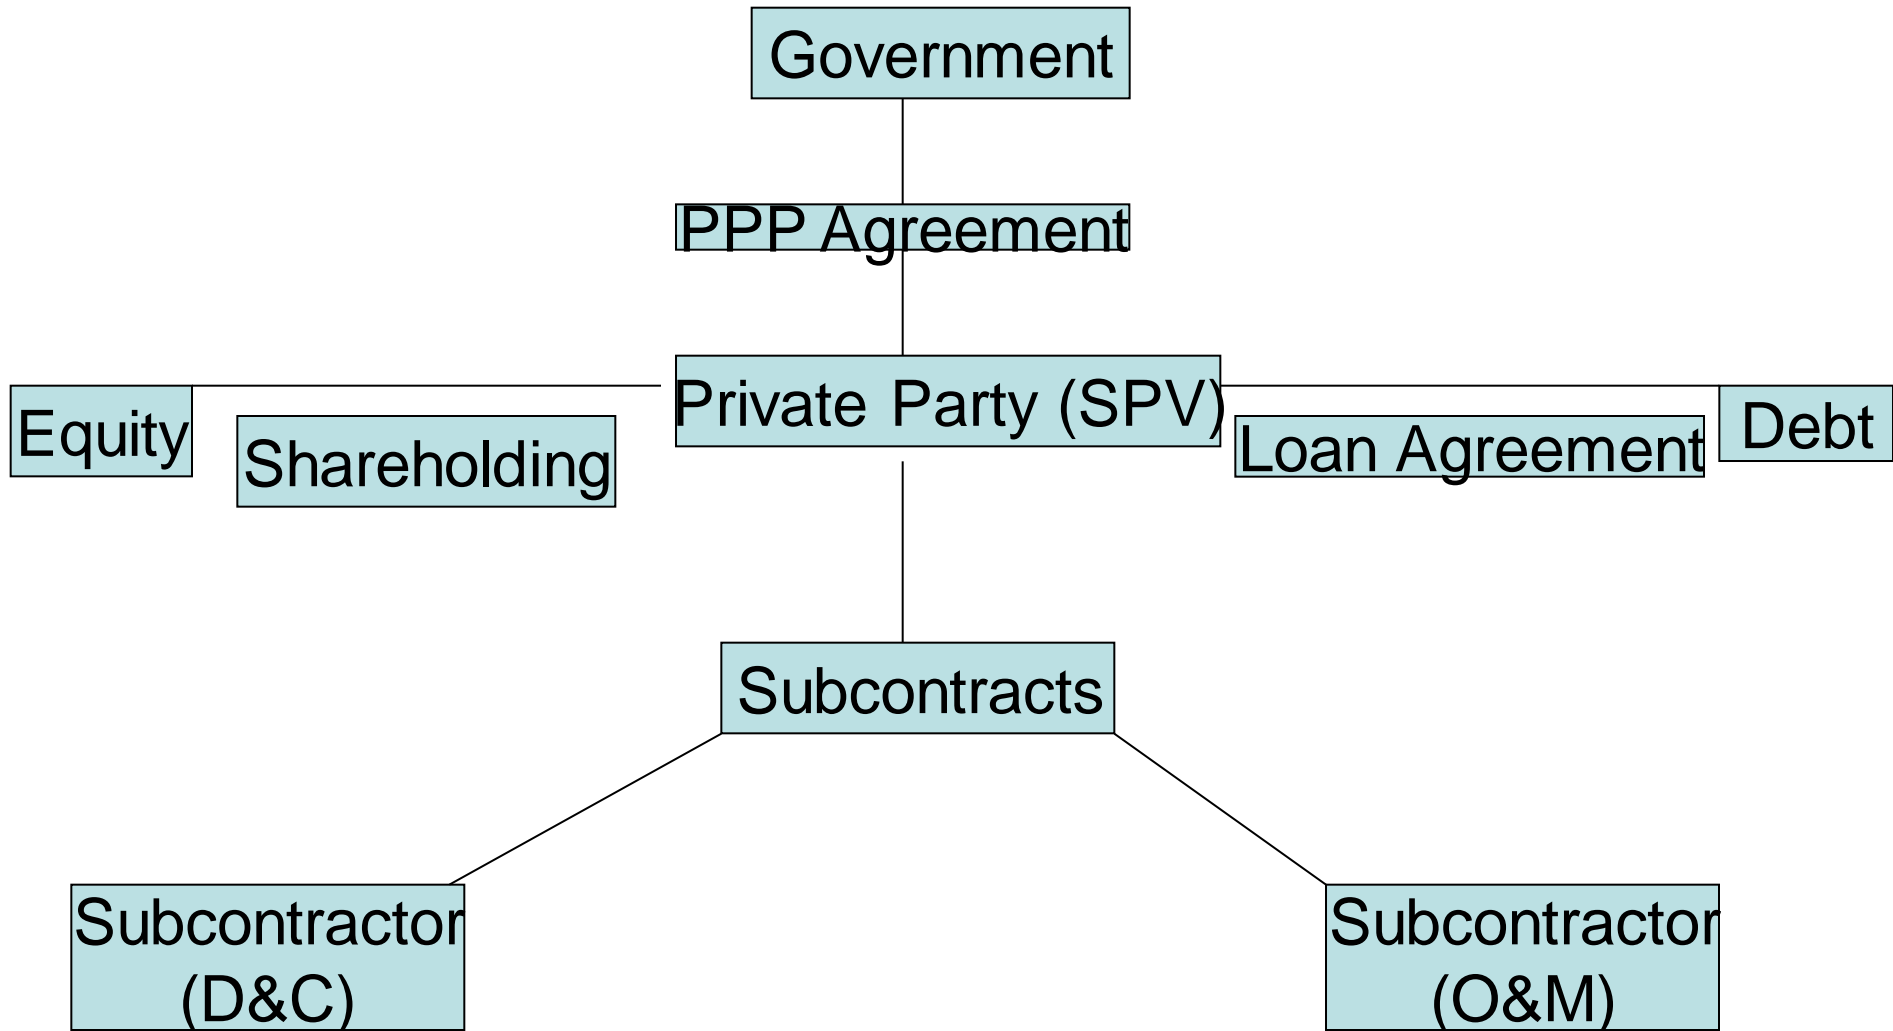 Government
PPP Agreement
Private Party (SPV)
Equity
Shareholding
Loan Agreement
Debt
Subcontracts
Subcontractor
(D&C)
Subcontractor
(O&M)